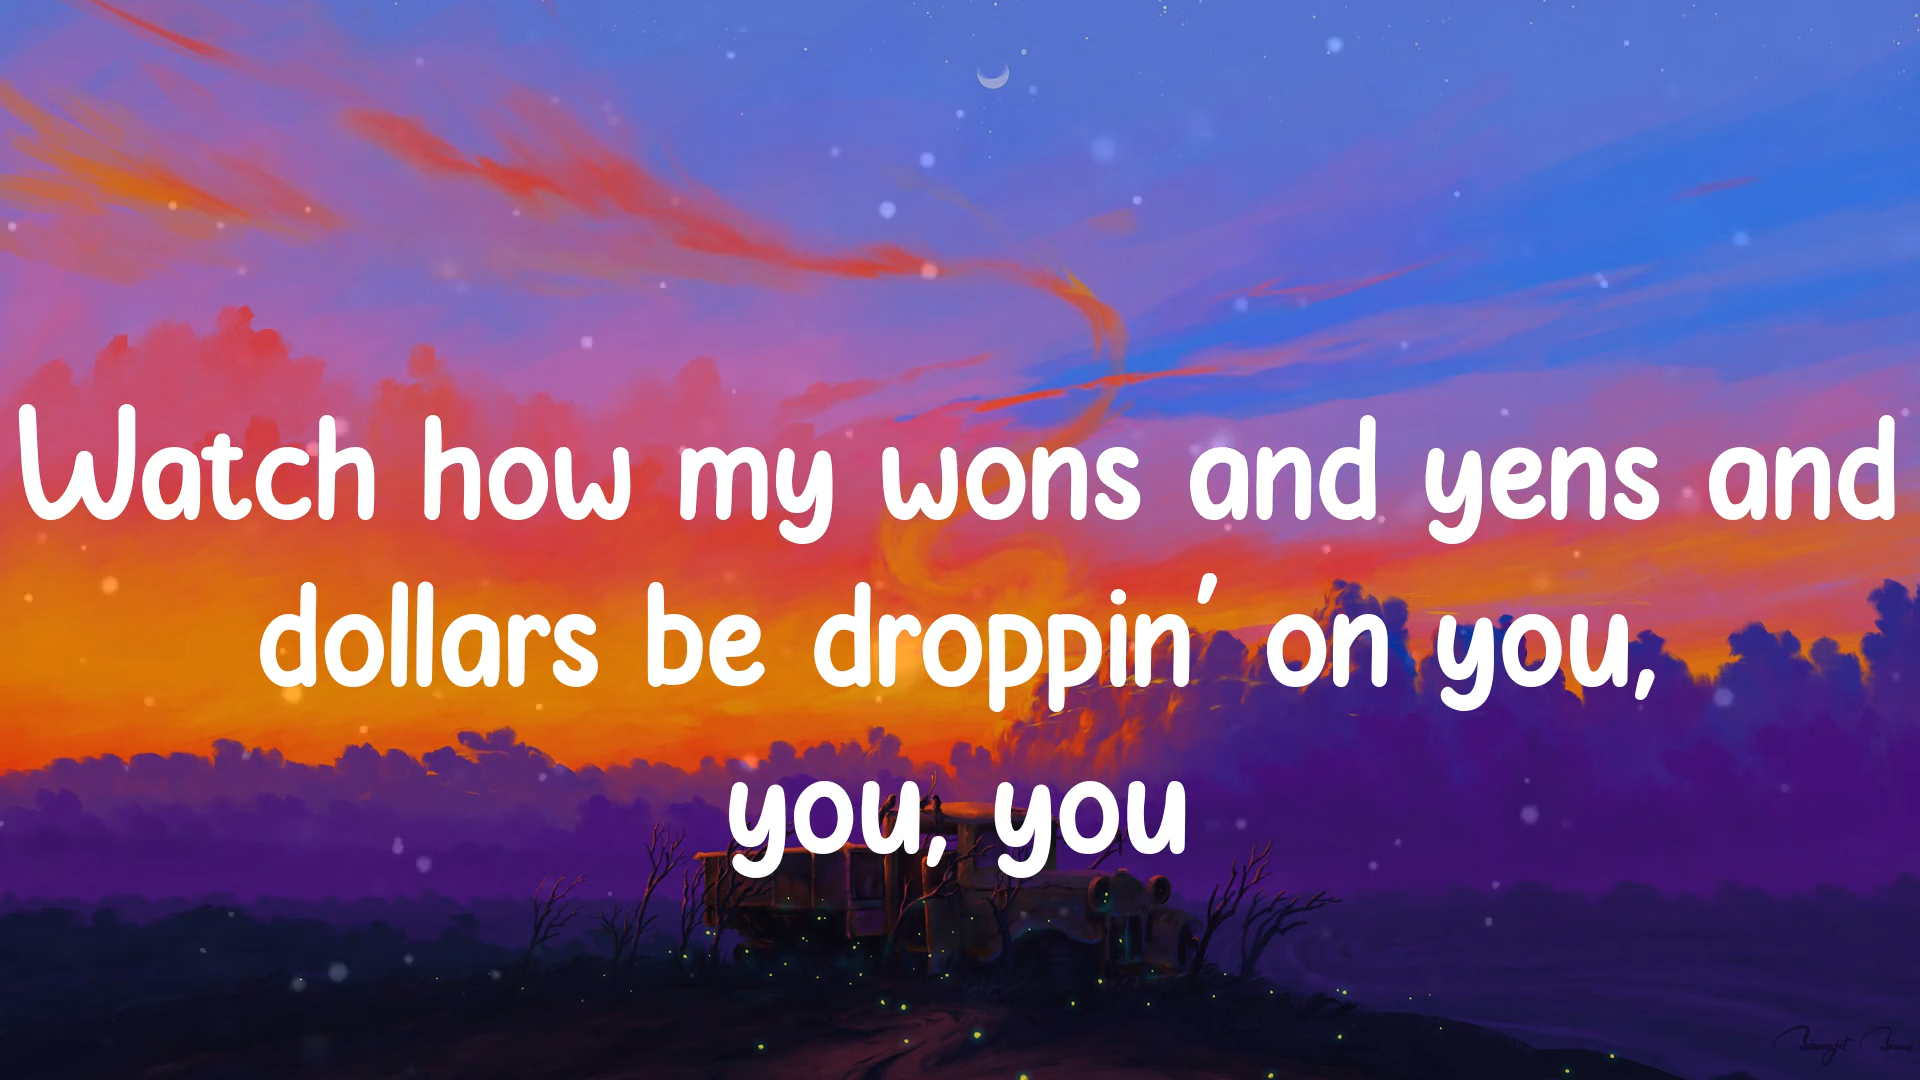 Watch how my wons and yens and
dollars be droppin' on you,
you, you